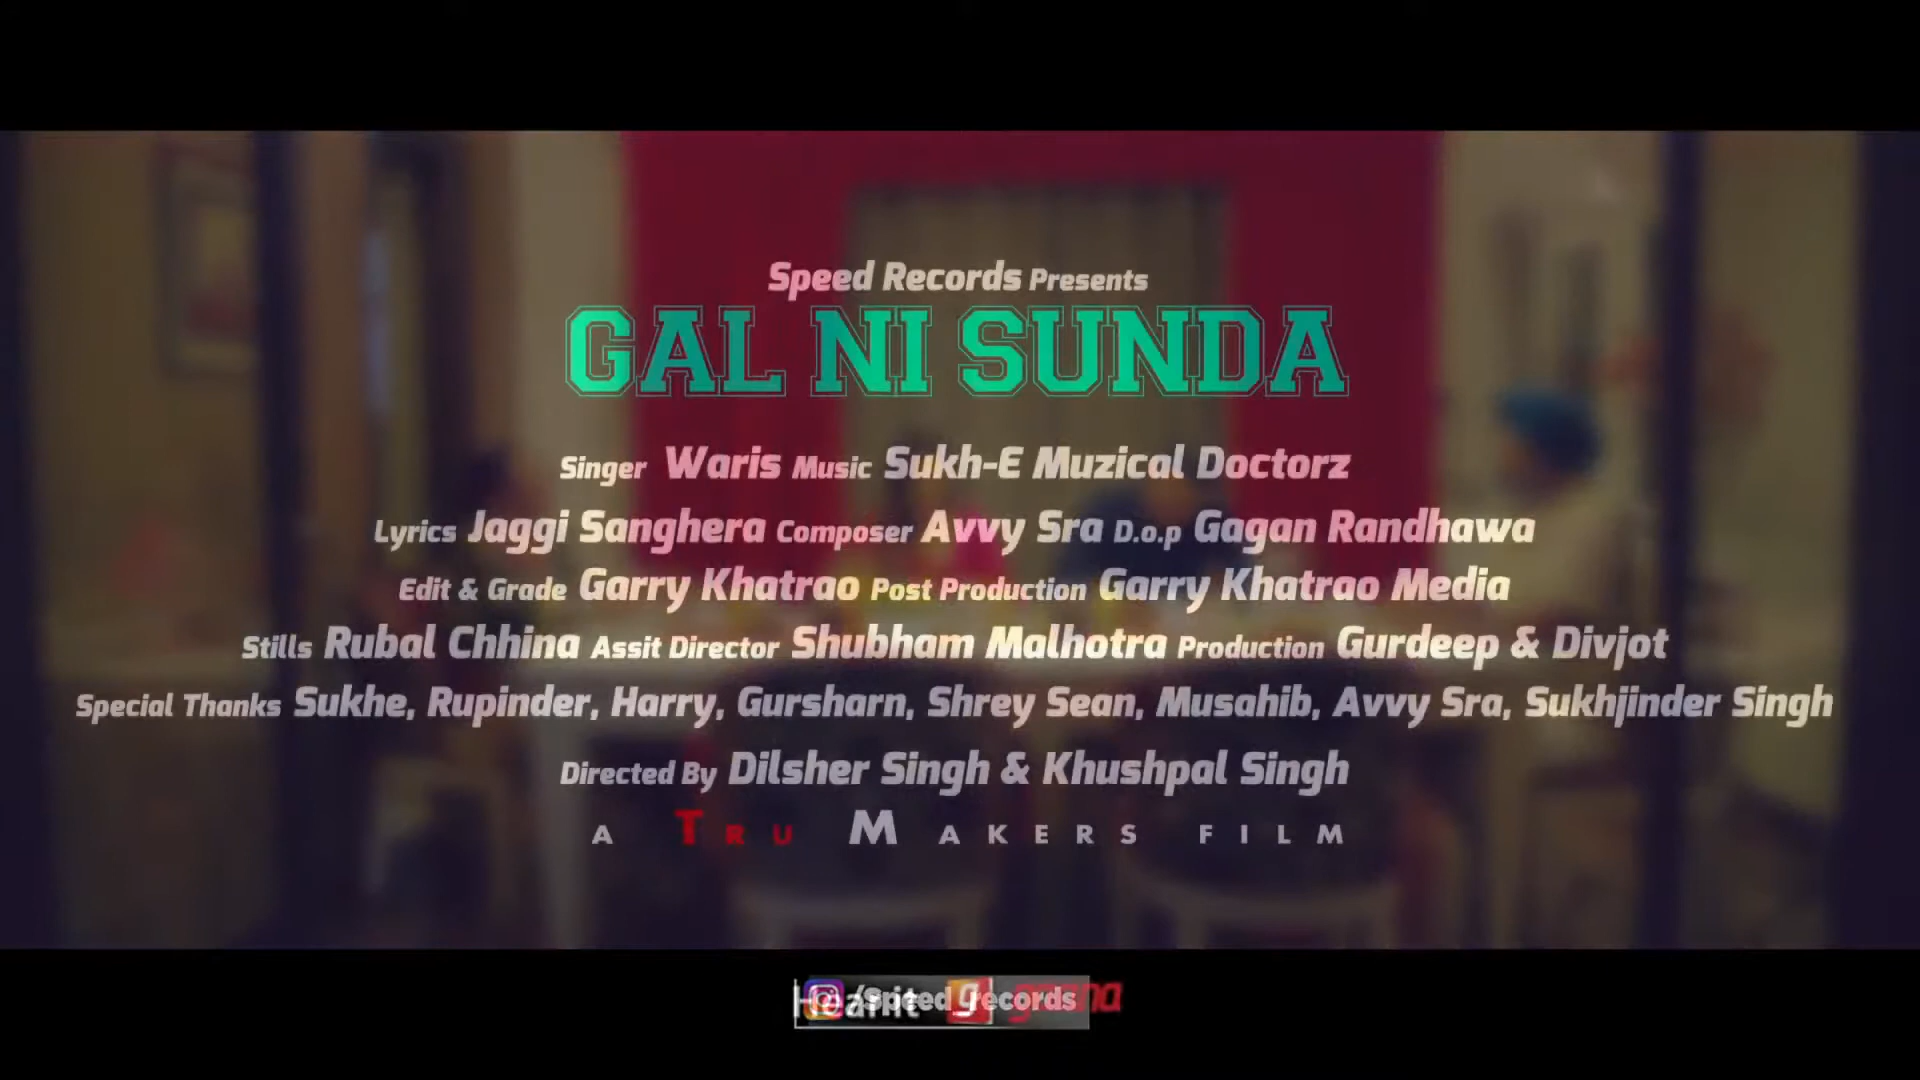 Speed Records Presents
GAL NI SUNDA
Singer Waris Music Sukh-E Muzical Doctorz
Lyrics Jaggi Sanghera Composer Avvy Sra D.o.p Gagan Randhawa
Edit & Grade Garry Khatrao Post Production Garry Khatrao Media
Stills Rubal Chhina Assit Director Shubham Malhotra Production Gurdeep & Divjot
Special Thanks Sukhe, Rupinder, Harry, Gursharn, Shrey Sean, Musahib, Avvy Sra, Sukhjinder Singh
Directed By Dilsher Singh & Khushpal Singh
A TRU MAKERS FILM
records